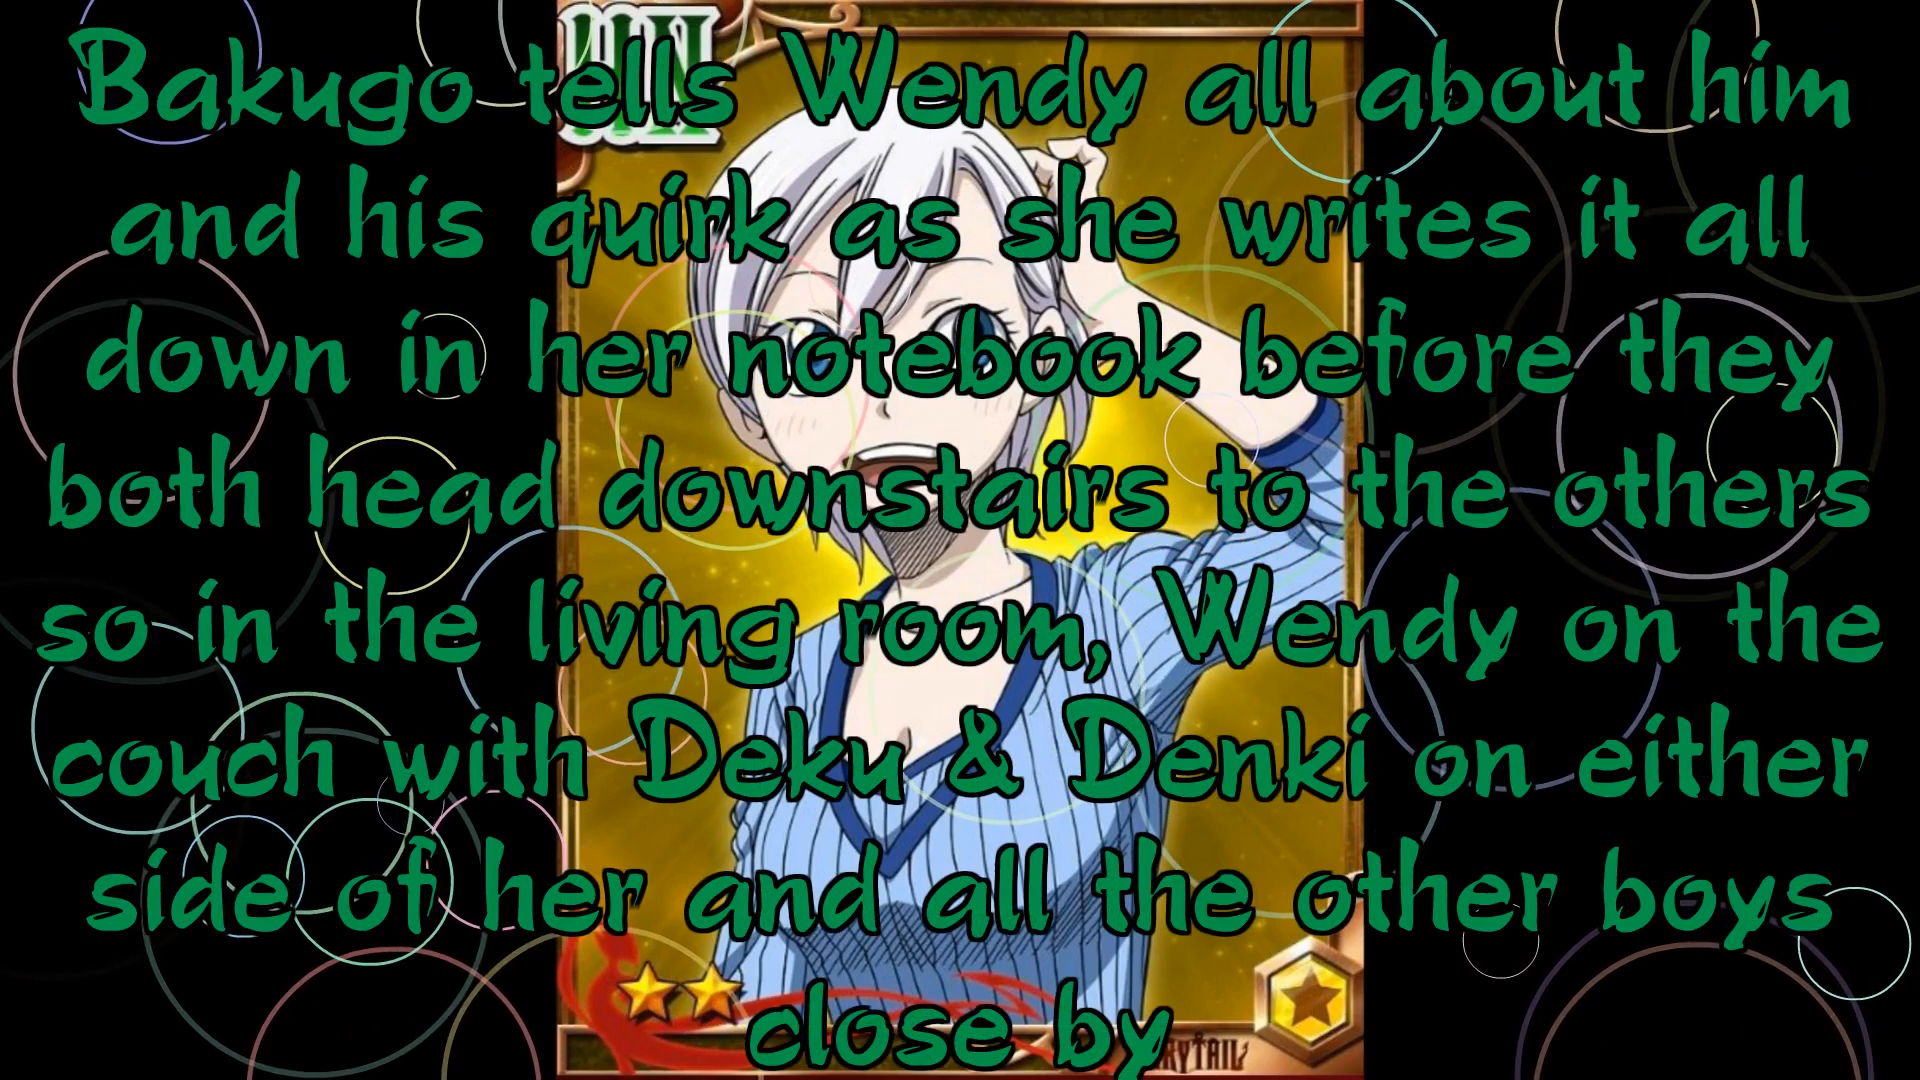 Bakugo tells Wendy all about him
and his quirk as she writes it all
down in her notebook before they
both head downstairs to the others
so in the living room, Wendy on the
couch with Deku & Denki on either
side of her and all the other boys
close by